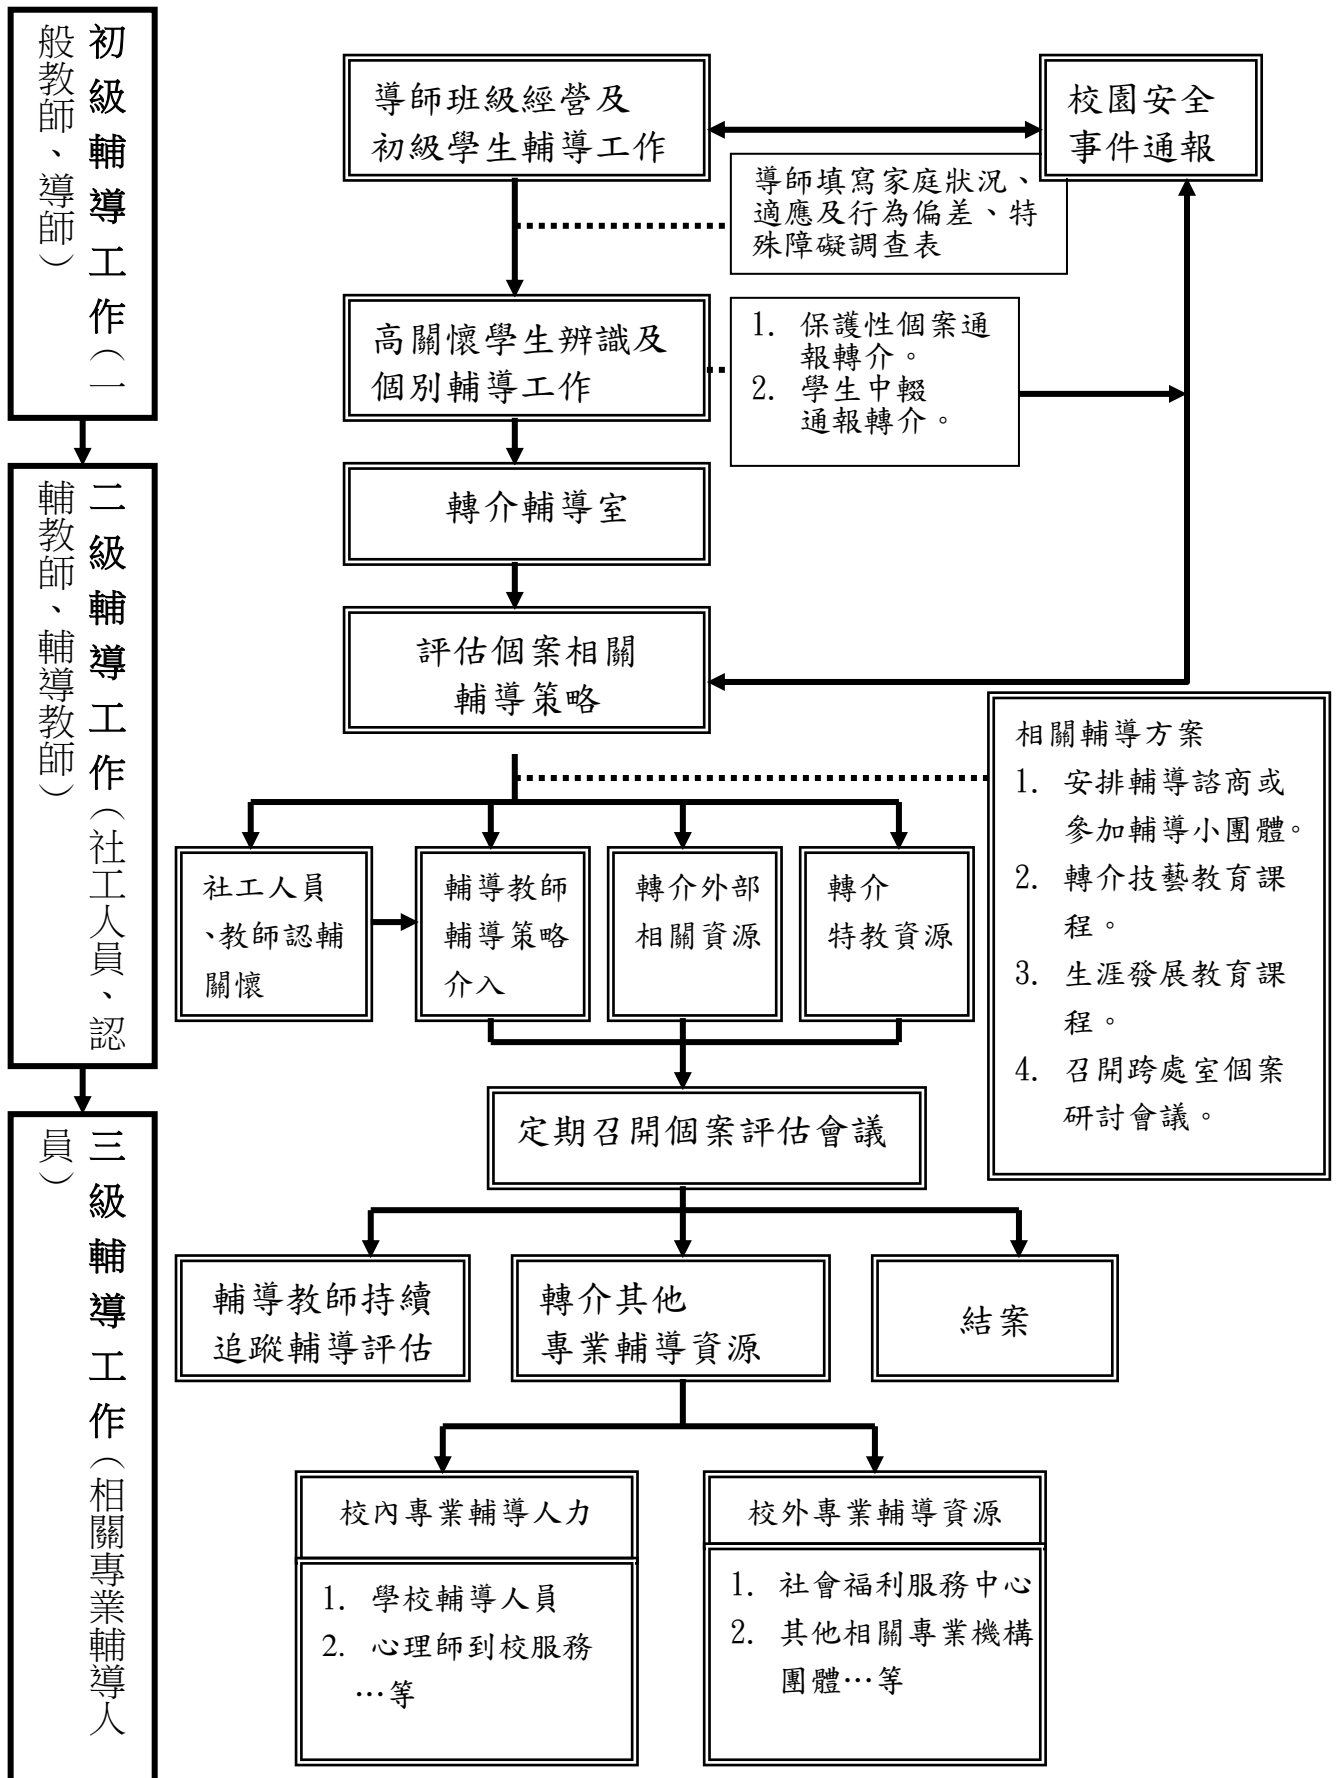 初級輔導工作（一
般教師、導師）
二級輔導工作（社工人員、認
輔教師、輔導教師）
三級輔導工作（相關專業輔導人
員）
導師班級經營及
初級學生輔導工作
校園安全
事件通報
導師填寫家庭狀況、
適應及行為偏差、特
殊障礙調查表
高關懷學生辨識及
個別輔導工作
1. 保護性個案通
報轉介。
2. 學生中輟
通報轉介。
轉介輔導室
評估個案相關
輔導策略
相關輔導方案
1. 安排輔導諮商或
參加輔導小團體。
2. 轉介技藝教育課
程。
3. 生涯發展教育課
程。
4. 召開跨處室個案
研討會議。
社工人員
、教師認輔
關懷
輔導教師
輔導策略
介入
轉介外部
相關資源
轉介
特教資源
定期召開個案評估會議
輔導教師持續
追蹤輔導評估
轉介其他
專業輔導資源
結案
校內專業輔導人力
1. 學校輔導人員
2. 心理師到校服務
…等
校外專業輔導資源
1. 社會福利服務中心
2. 其他相關專業機構
團體…等